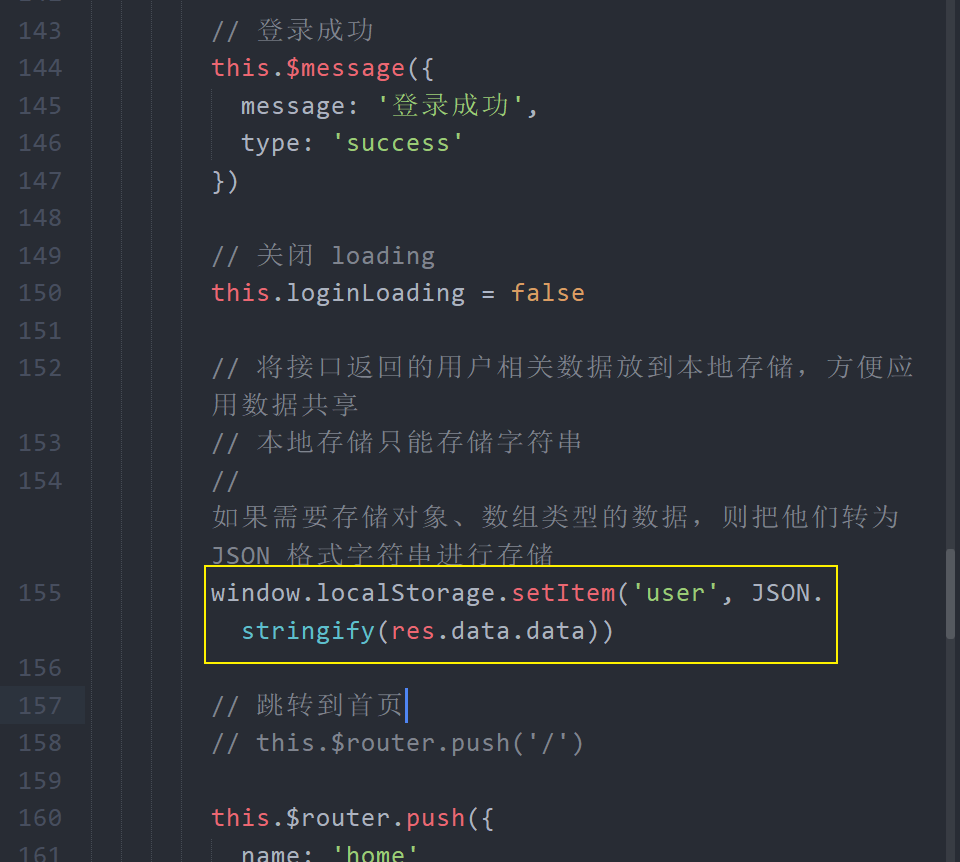 143 // 登录成功
144 this.$message({
145 message: '登录成功',
146 type: 'success'
147 })
148
149 // 关闭 loading
150 this.loginLoading = false
151
152 // 将接口返回的用户相关数据放到本地存储，方便应
用数据共享
153 // 本地存储只能存储字符串
154 //
如果需要存储对象、数组类型的数据，则把他们转为
JSON 格式字符串进行存储
155 window.localStorage.setItem('user', JSON.
stringify(res.data.data))
156
157 // 跳转到首页
158 // this.$router.push('/')
159
160 this.$router.push({
161 name: 'home'